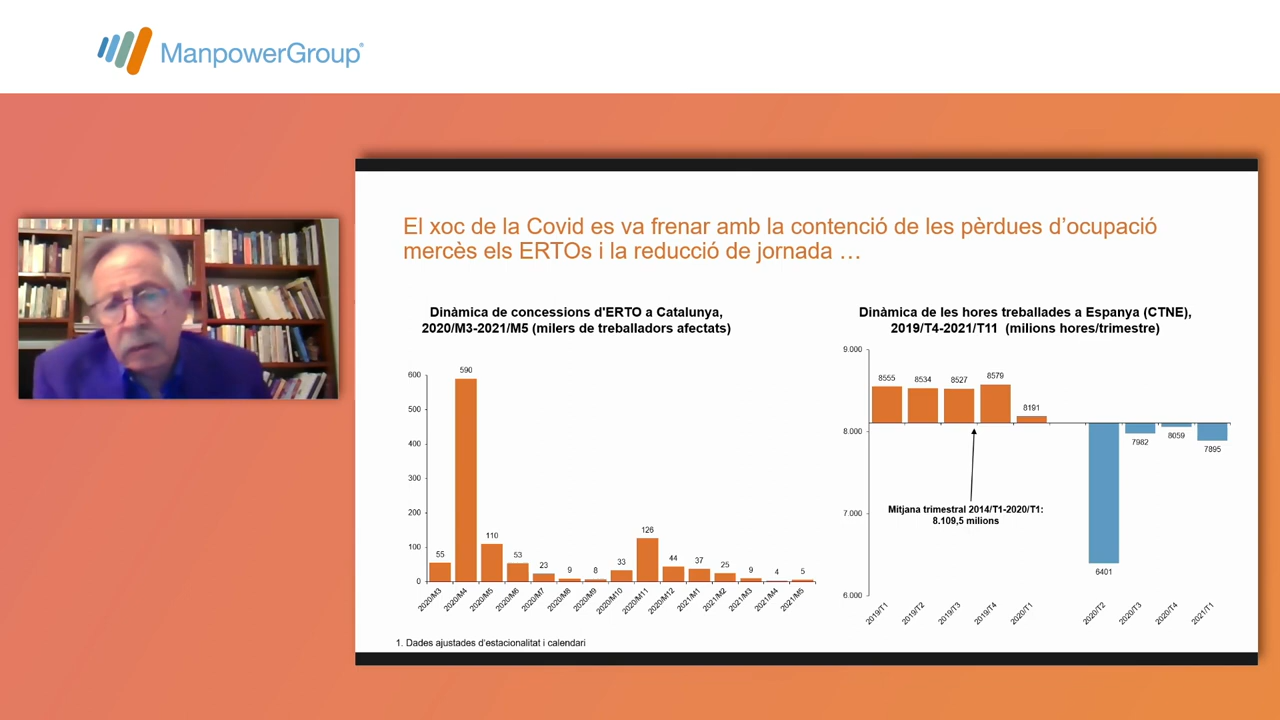 ManpowerGroup®
El xoc de la Covid es va frenar amb la contenció de les pèrdues d’ocupació
mercès els ERTOs i la reducció de jornada …
Dinàmica de concessions d'ERTO a Catalunya,
2020/M3-2021/M5 (milers de treballadors afectats)
600
500
400
300
200
100
0
55
590
110
53
23
9
8
33
126
44
37
25
9
4
5
2020/M3
2020/M4
2020/M5
2020/M6
2020/M7
2020/M8
2020/M9
2020/M10
2020/M11
2020/M12
2021/M1
2021/M2
2021/M3
2021/M4
2021/M5
1. Dades ajustades d'estacionalitat i calendari
Dinàmica de les hores treballades a Espanya (CTNE),
2019/T4-2021/T11 (milions hores/trimestre)
9.000
8.000
7.000
6.000
8555
8534
8527
8579
8191
6401
7982
8059
7895
Mitjana trimestral 2014/T1-2020/T1:
8.109,5 milions
2019/T1
2019/T2
2019/T3
2019/T4
2020/T1
2020/T2
2020/T3
2020/T4
2021/T1